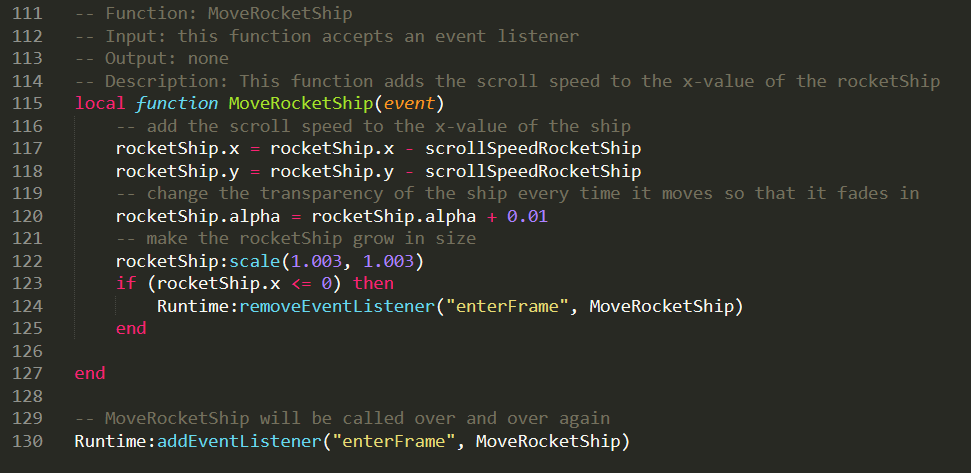 111 -- Function: MoveRocketShip
112 -- Input: this function accepts an event listener
113 -- Output: none
114 -- Description: This function adds the scroll speed to the x-value of the rocketShip
115 local function MoveRocketShip(event)
116     -- add the scroll speed to the x-value of the ship
117     rocketShip.x = rocketShip.x - scrollSpeedRocketShip
118     rocketShip.y = rocketShip.y - scrollSpeedRocketShip
119     -- change the transparency of the ship every time it moves so that it fades in
120     rocketShip.alpha = rocketShip.alpha + 0.01
121     -- make the rocketShip grow in size
122     rocketShip:scale(1.003, 1.003)
123     if (rocketShip.x <= 0) then
124         Runtime:removeEventListener("enterFrame", MoveRocketShip)
125     end
126
127 end
128
129 -- MoveRocketShip will be called over and over again
130 Runtime:addEventListener("enterFrame", MoveRocketShip)